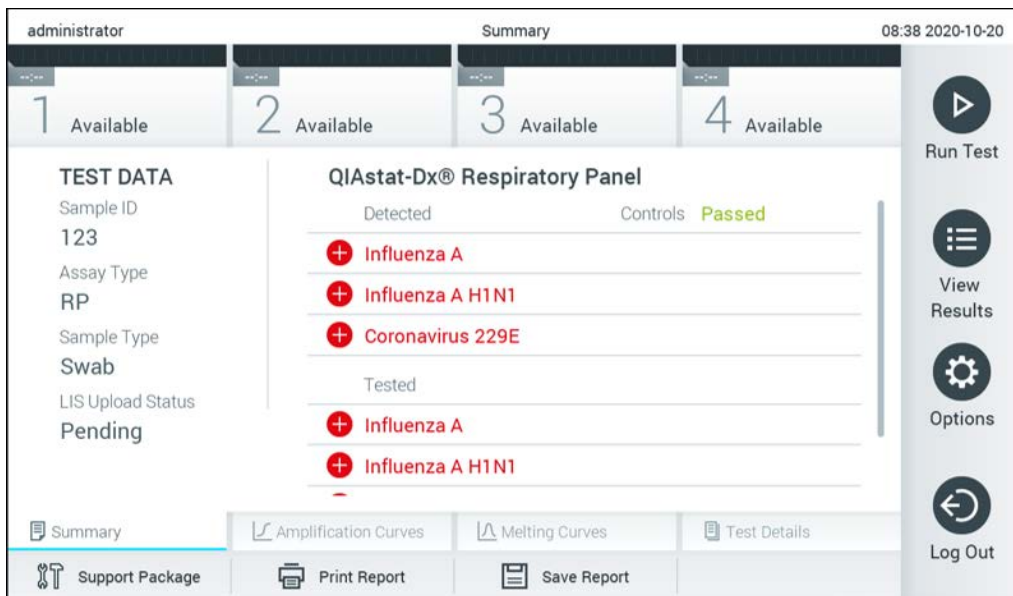 administrator Summary 08:38 2020-10-20
--:-- --:-- --:-- --:--
1 Available 2 Available 3 Available 4 Available
Run Test
TEST DATA
Sample ID
123
Assay Type
RP
Sample Type
Swab
LIS Upload Status
Pending
QIAstat-Dx® Respiratory Panel
Detected Controls Passed
Influenza A
Influenza A H1N1
Coronavirus 229E
Tested
Influenza A
Influenza A H1N1
View
Results
Options
Log Out
Summary Amplification Curves Melting Curves Test Details
Support Package Print Report Save Report